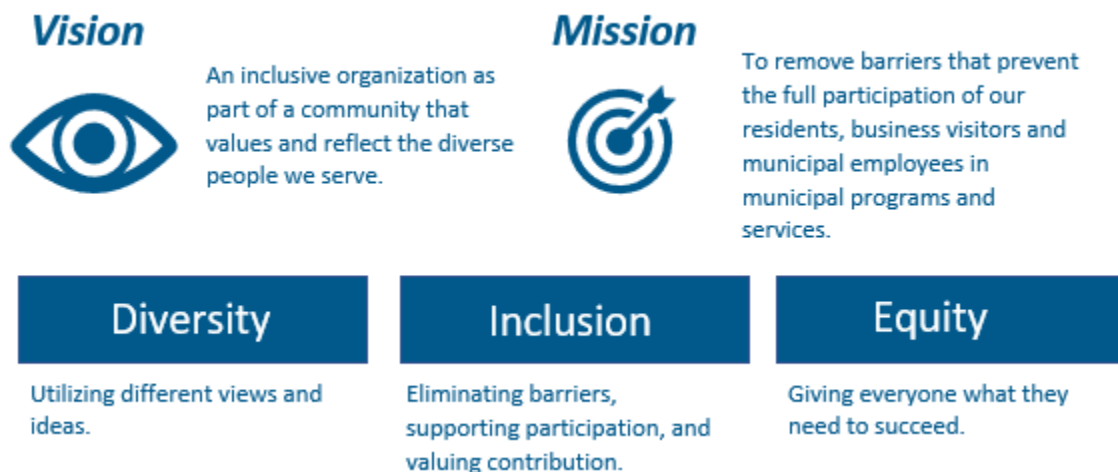 Vision
An inclusive organization as
part of a community that
values and reflect the diverse
people we serve.
Mission
To remove barriers that prevent
the full participation of our
residents, business visitors and
municipal employees in
municipal programs and
services.
Diversity
Utilizing different views and
ideas.
Inclusion
Eliminating barriers,
supporting participation, and
valuing contribution.
Equity
Giving everyone what they
need to succeed.